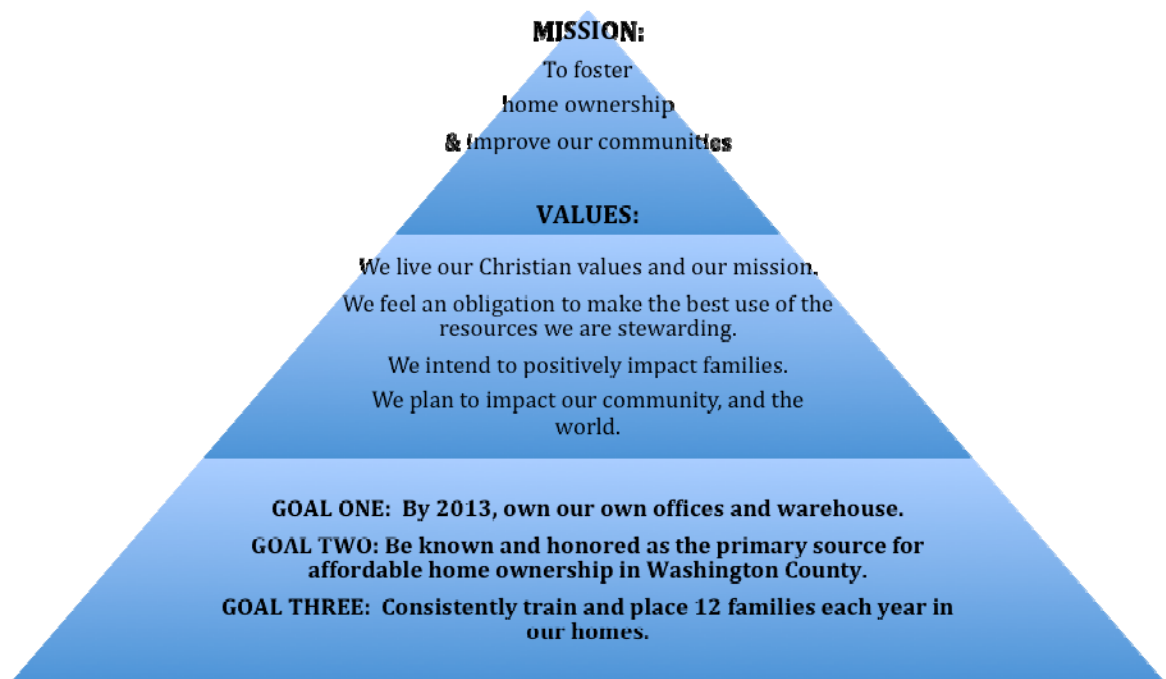 MISSION:
To foster
home ownership
& improve our communities
VALUES:
We live our Christian values and our mission.
We feel an obligation to make the best use of the
resources we are stewarding.
We intend to positively impact families.
We plan to impact our community, and the
world.
GOAL ONE:  By 2013, own our own offices and warehouse.
GOAL TWO: Be known and honored as the primary source for
affordable home ownership in Washington County.
GOAL THREE:  Consistently train and place 12 families each year in
our homes.